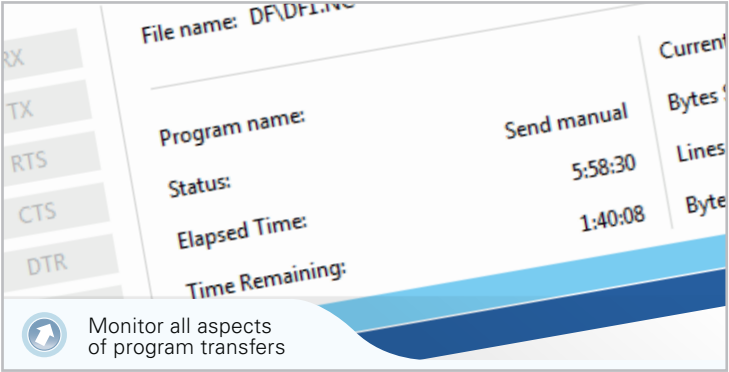 File name: DF\DF1.NC
RX
TX
RTS
CTS
DTR
Program name:
Status: Send manual
Elapsed Time: 5:58:30
Time Remaining: 1:40:08
Current
Bytes
Lines
Byte
Monitor all aspects
of program transfers